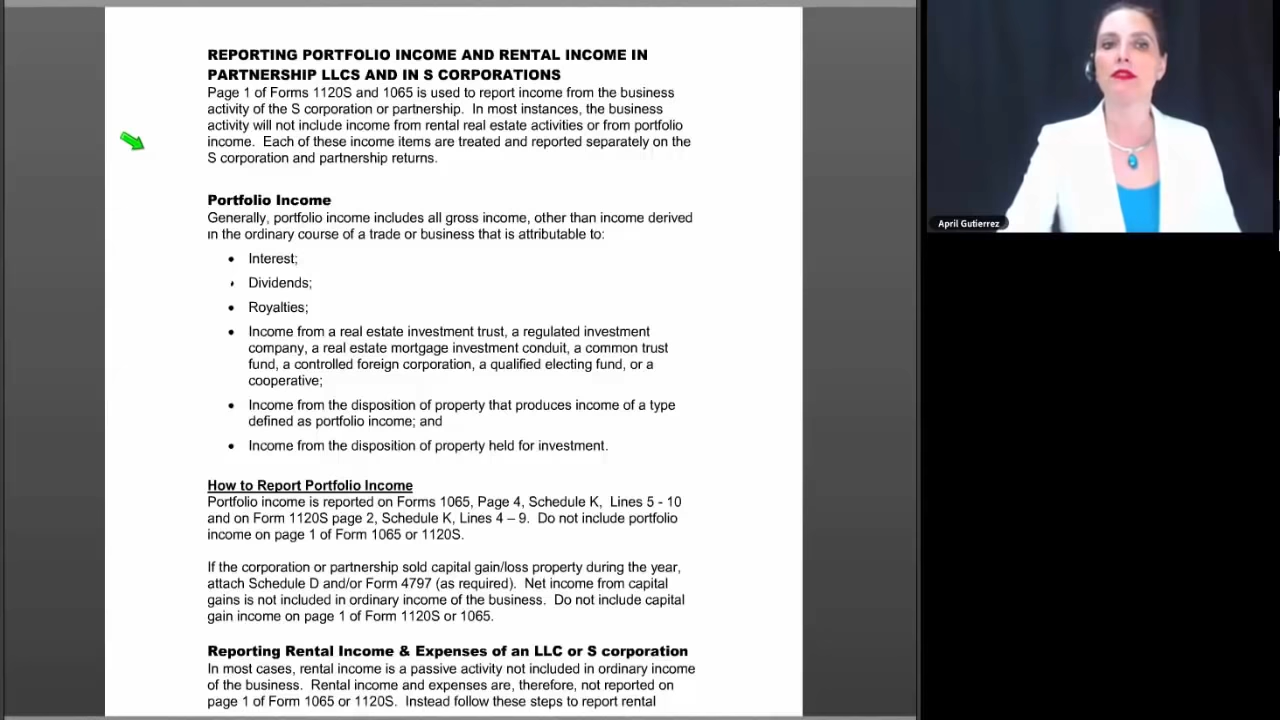 REPORTING PORTFOLIO INCOME AND RENTAL INCOME IN
PARTNERSHIP LLCS AND IN S CORPORATIONS
Page 1 of Forms 1120S and 1065 is used to report income from the business
activity of the S corporation or partnership. In most instances, the business
activity will not include income from rental real estate activities or from portfolio
income. Each of these income items are treated and reported separately on the
S corporation and partnership returns.
Portfolio Income
Generally, portfolio income includes all gross income, other than income derived
in the ordinary course of a trade or business that is attributable to:
• Interest;
• Dividends;
• Royalties;
• Income from a real estate investment trust, a regulated investment
company, a real estate mortgage investment conduit, a common trust
fund, a controlled foreign corporation, a qualified electing fund, or a
cooperative;
• Income from the disposition of property that produces income of a type
defined as portfolio income; and
• Income from the disposition of property held for investment.
How to Report Portfolio Income
Portfolio income is reported on Forms 1065, Page 4, Schedule K, Lines 5 - 10
and on Form 1120S page 2, Schedule K, Lines 4 – 9. Do not include portfolio
income on page 1 of Form 1065 or 1120S.
If the corporation or partnership sold capital gain/loss property during the year,
attach Schedule D and/or Form 4797 (as required). Net income from capital
gains is not included in ordinary income of the business. Do not include capital
gain income on page 1 of Form 1120S or 1065.
Reporting Rental Income & Expenses of an LLC or S corporation
In most cases, rental income is a passive activity not included in ordinary income
of the business. Rental income and expenses are, therefore, not reported on
page 1 of Form 1065 or 1120S. Instead follow these steps to report rental
April Gutierrez